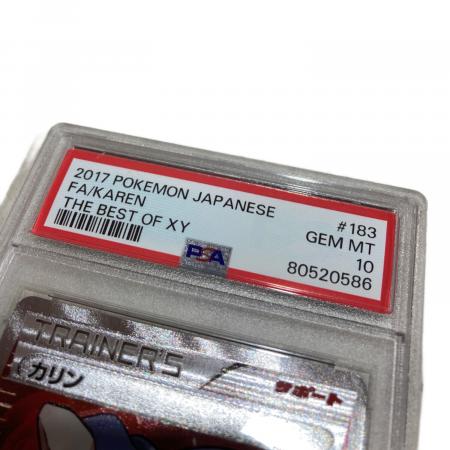 2017 POKEMON JAPANESE #183
FA/KAREN GEM MT
THE BEST OF XY 10
PSA 80520586
TRAINER'S
カリン サポート